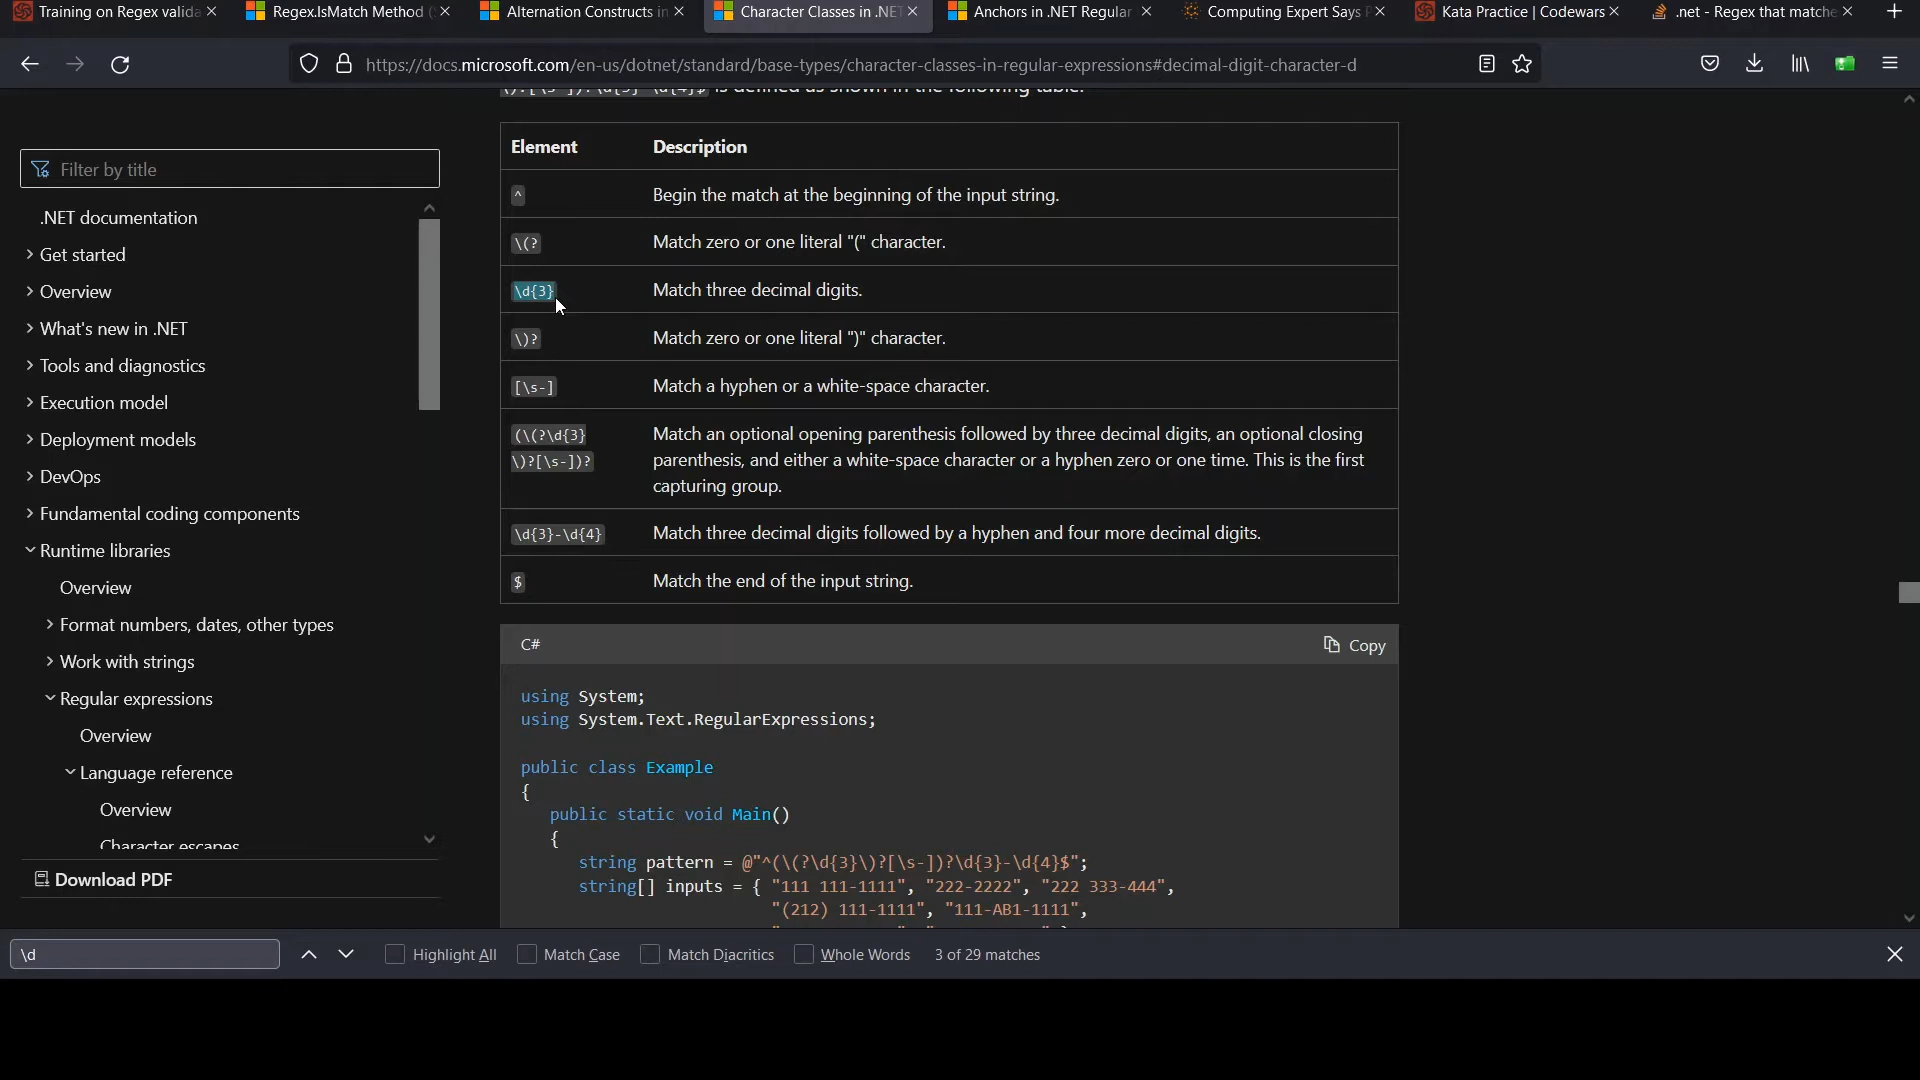 Training on Regex valida
Regex.IsMatch Method (
Alternation Constructs in
Character Classes in .NET
Anchors in .NET Regular
Computing Expert Says
Kata Practice | Codewars
.net - Regex that matche
https://docs.microsoft.com/en-us/dotnet/standard/base-types/character-classes-in-regular-expressions#decimal-digit-character-d
is defined as shown in the following table.
Filter by title
.NET documentation
Get started
Overview
What's new in .NET
Tools and diagnostics
Execution model
Deployment models
DevOps
Fundamental coding components
Runtime libraries
Overview
Format numbers, dates, other types
Work with strings
Regular expressions
Overview
Language reference
Overview
Character escapes
Download PDF
Element Description
^ Begin the match at the beginning of the input string.
\(? Match zero or one literal "(" character.
\d{3} Match three decimal digits.
\)? Match zero or one literal ")" character.
[\s-] Match a hyphen or a white-space character.
(\(?\d{3} Match an optional opening parenthesis followed by three decimal digits, an optional closing
\)?[\s-])? parenthesis, and either a white-space character or a hyphen zero or one time. This is the first
capturing group.
\d{3}-\d{4} Match three decimal digits followed by a hyphen and four more decimal digits.
$ Match the end of the input string.
C# Copy
using System;
using System.Text.RegularExpressions;
public class Example
{
public static void Main()
{
string pattern = @"^(\(?\d{3}\)?[\s-])?\d{3}-\d{4}$";
string[] inputs = { "111 111-1111", "222-2222", "222 333-444",
"(212) 111-1111", "111-AB1-1111",
\d Highlight All Match Case Match Diacritics Whole Words 3 of 29 matches